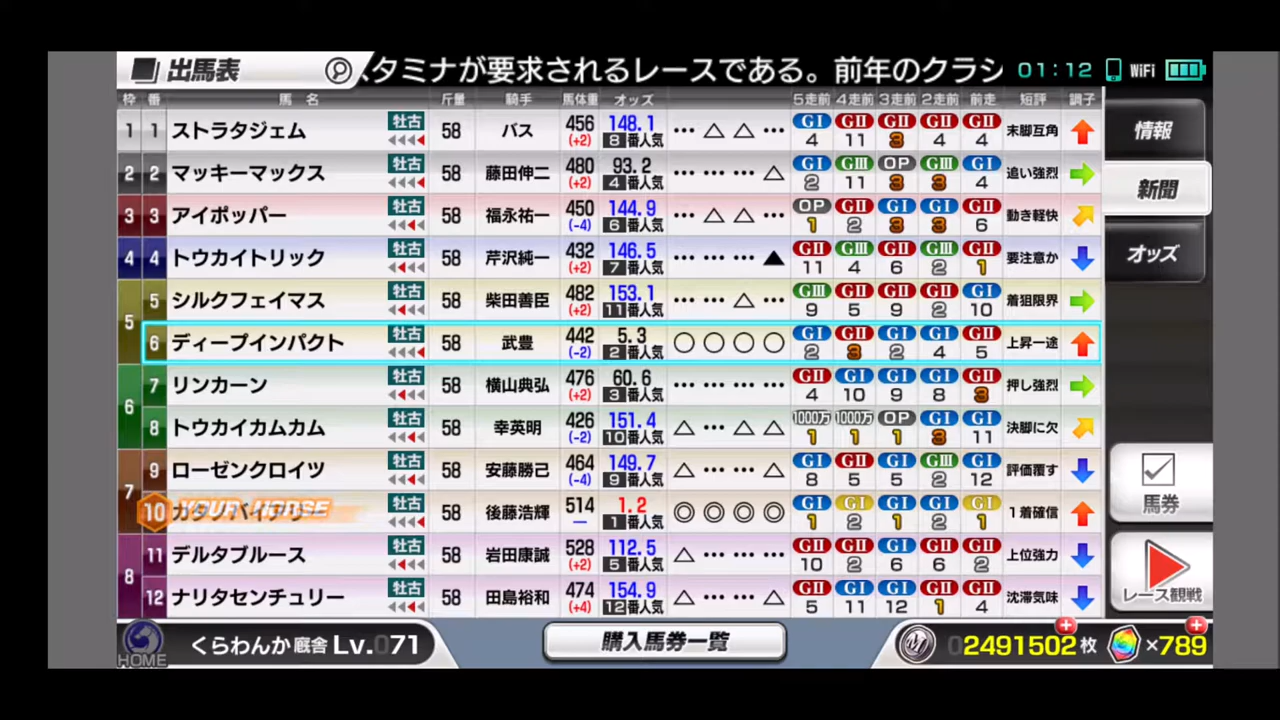 出馬表 スタミナが要求されるレースである。前年のクラシ 01:12 WiFi
枠 番 馬名 斤量 騎手 馬体重 オッズ 5走前 4走前 3走前 2走前 前走 短評 調子
1 1 ストラタジェム 牡古 58 バス 456 (+2) 148.1 8番人気 … △ △ … GI 4 GII 11 GII 3 GII 4 GII 4 末脚互角
2 2 マッキーマックス 牡古 58 藤田伸二 480 (+2) 93.2 4番人気 … … … △ GI 2 GIII 11 OP 3 GIII 3 GI 4 追い強烈
3 3 アイポッパー 牡古 58 福永祐一 450 (-4) 144.9 6番人気 … △ △ … OP 1 GII 2 GI 3 GI 3 GII 6 動き軽快
4 4 トウカイトリック 牡古 58 芹沢純一 432 (+2) 146.5 7番人気 … … … ▲ GII 11 GIII 4 GII 6 GIII 2 GII 1 要注意か
5 5 シルクフェイマス 牡古 58 柴田善臣 482 (+2) 153.1 11番人気 … … △ … GIII 9 GII 5 GII 9 GII 2 GI 10 着狙限界
6 ディープインパクト 牡古 58 武豊 442 (-2) 5.3 2番人気 ○ ○ ○ ○ GI 2 GII 3 GI 2 GI 4 GII 5 上昇一途
6 7 リンカーン 牡古 58 横山典弘 476 (+2) 60.6 3番人気 … … … … GII 4 GI 10 GI 9 GI 8 GII 3 押し強烈
8 トウカイカムカム 牡古 58 幸英明 426 (-2) 151.4 10番人気 △ … △ △ 1000万 1 1000万 1 OP 1 GI 3 GI 11 決脚に欠
7 9 ローゼンクロイツ 牡古 58 安藤勝己 464 (-4) 149.7 9番人気 △ … … △ GI 8 GII 5 GI 5 GIII 2 GI 12 評価覆す
10 YOUR HORSE 牡古 58 後藤浩輝 514 — 1.2 1番人気 ◎ ◎ ◎ ◎ GI 1 GI 2 GI 1 GI 2 GI 1 1着確信
8 11 デルタブルース 牡古 58 岩田康誠 528 (+2) 112.5 5番人気 △ … … … GII 10 GII 2 GI 6 GII 6 GII 2 上位強力
12 ナリタセンチュリー 牡古 58 田島裕和 474 (+4) 154.9 12番人気 △ … … △ GII 5 GI 11 GI 12 GII 1 GII 4 沈滞気味
情報
新聞
オッズ
馬券
レース観戦
HOME くらわんか厩舎 Lv.071 購入馬券一覧 02491502枚 ×789